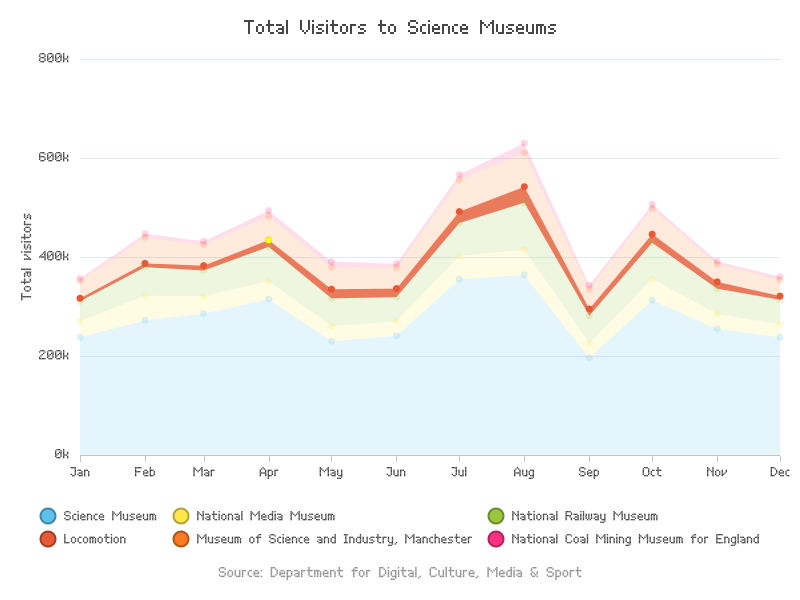 Total Visitors to Science Museums
Total visitors
800k
600k
400k
200k
0k
Jan Feb Mar Apr May Jun Jul Aug Sep Oct Nov Dec
Science Museum National Media Museum National Railway Museum
Locomotion Museum of Science and Industry, Manchester National Coal Mining Museum for England
Source: Department for Digital, Culture, Media & Sport